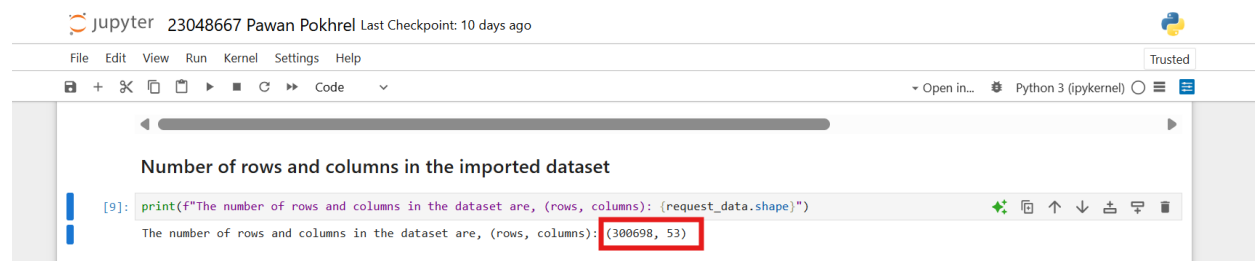 jupyter 23048667 Pawan Pokhrel Last Checkpoint: 10 days ago
File Edit View Run Kernel Settings Help
Trusted
Code
Open in...
Python 3 (ipykernel)
Number of rows and columns in the imported dataset
[9]: print(f"The number of rows and columns in the dataset are, (rows, columns): {request_data.shape}")
The number of rows and columns in the dataset are, (rows, columns): (300698, 53)